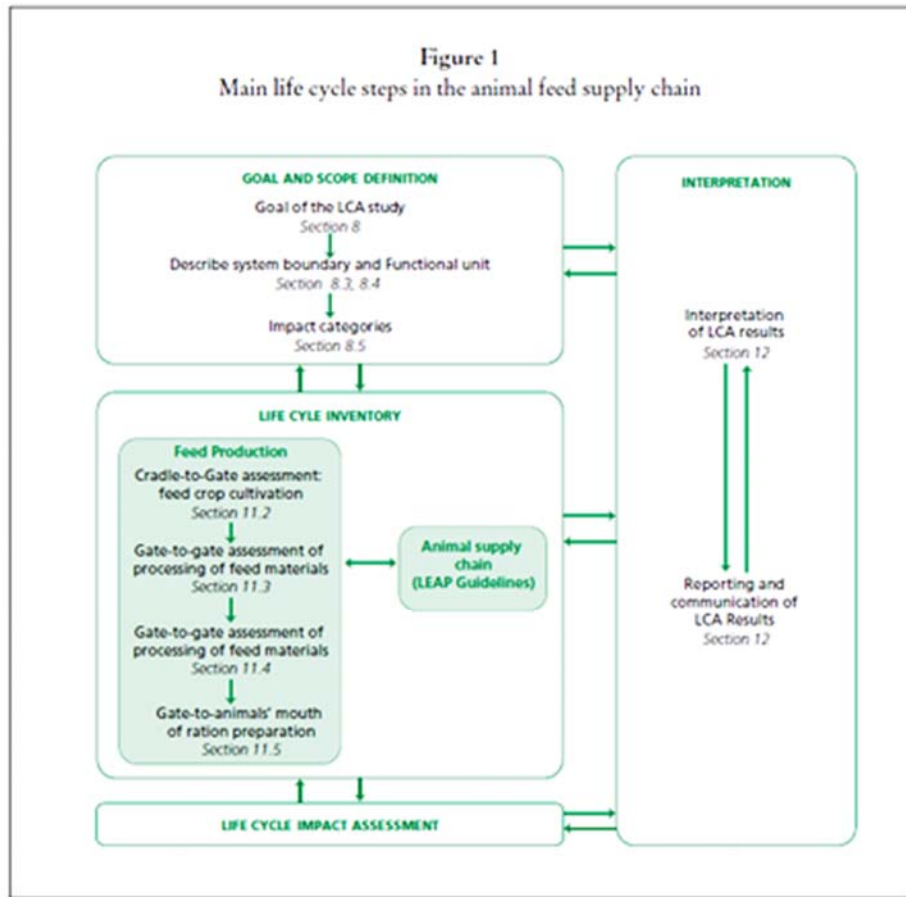 Figure 1
Main life cycle steps in the animal feed supply chain
GOAL AND SCOPE DEFINITION
Goal of the LCA study
Section 8
Describe system boundary and Functional unit
Section 8.3, 8.4
Impact categories
Section 8.5
LIFE CYLE INVENTORY
Feed Production
Cradle-to-Gate assessment:
feed crop cultivation
Section 11.2
Gate-to-gate assessment of
processing of feed materials
Section 11.3
Gate-to-gate assessment of
processing of feed materials
Section 11.4
Gate-to-animals' mouth
of ration preparation
Section 11.5
Animal supply
chain
(LEAP Guidelines)
LIFE CYCLE IMPACT ASSESSMENT
INTERPRETATION
Interpretation
of LCA results
Section 12
Reporting and
communication of
LCA Results
Section 12